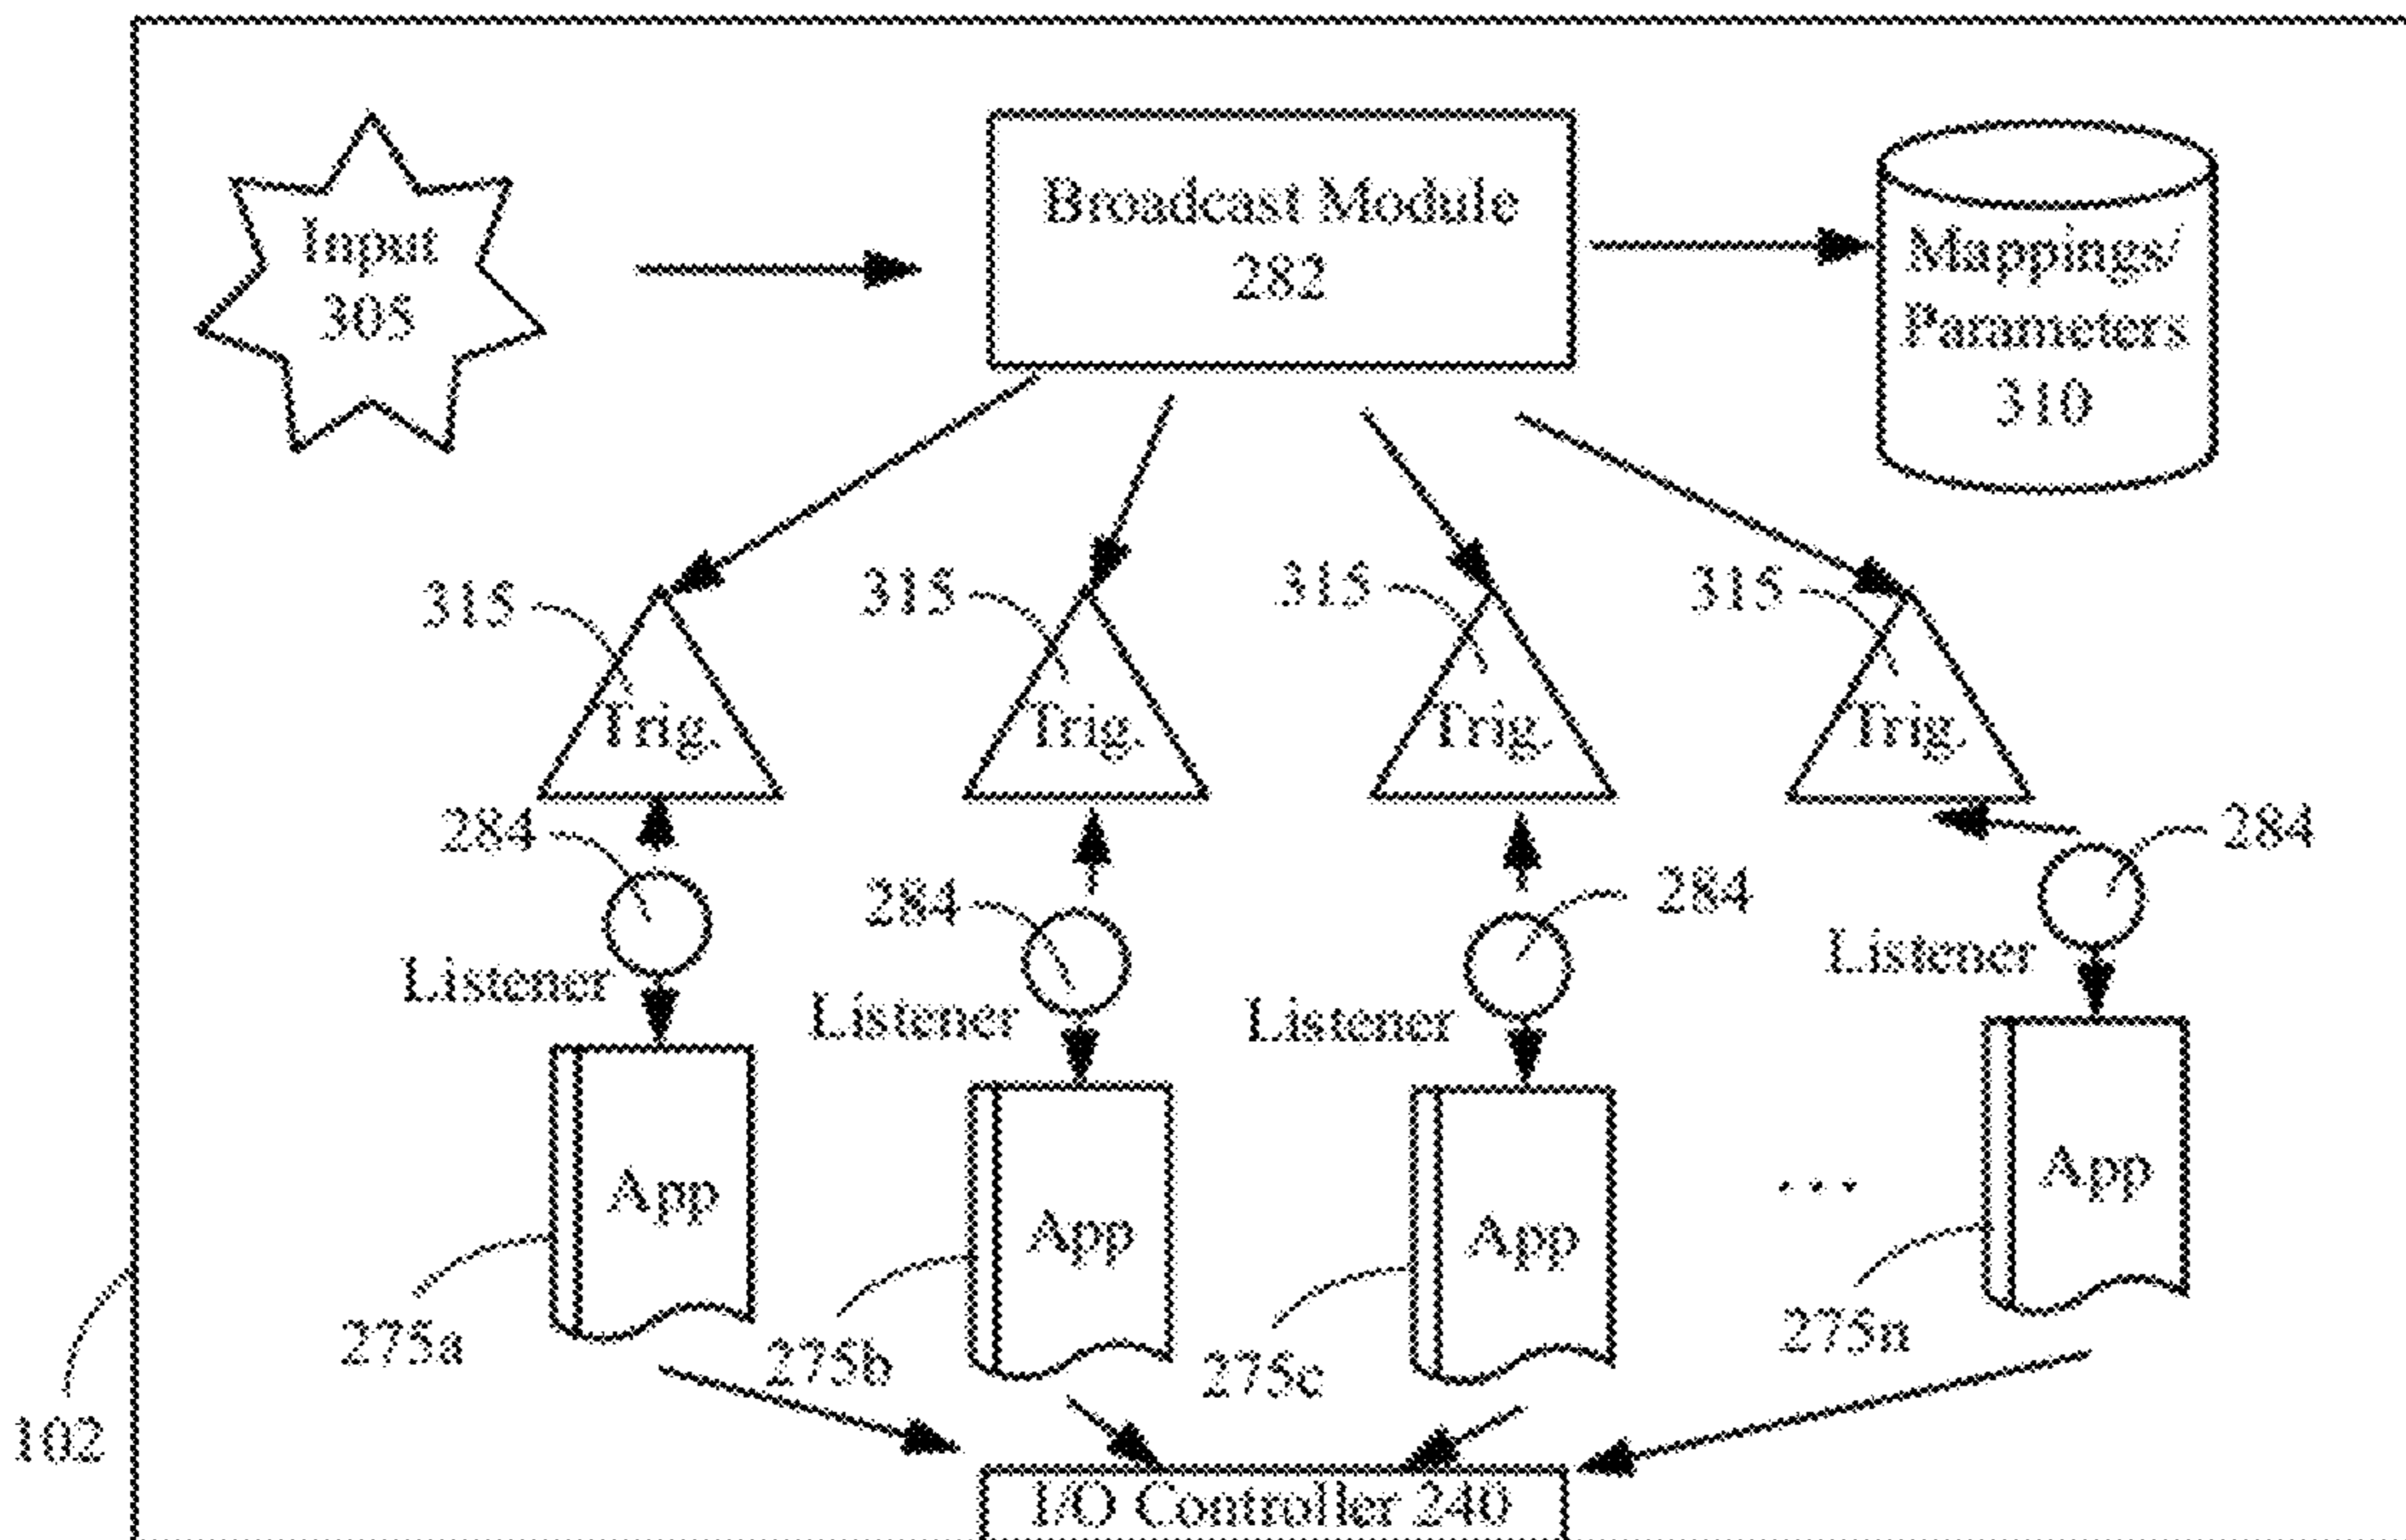 Input
305
Broadcast Module
282
Mappings/
Parameters
310
315
315
315
315
Trig.
Trig.
Trig.
Trig.
284
284
284
284
Listener
Listener
Listener
Listener
App
App
App
App
...
275a
275b
275c
275n
102
I/O Controller 240